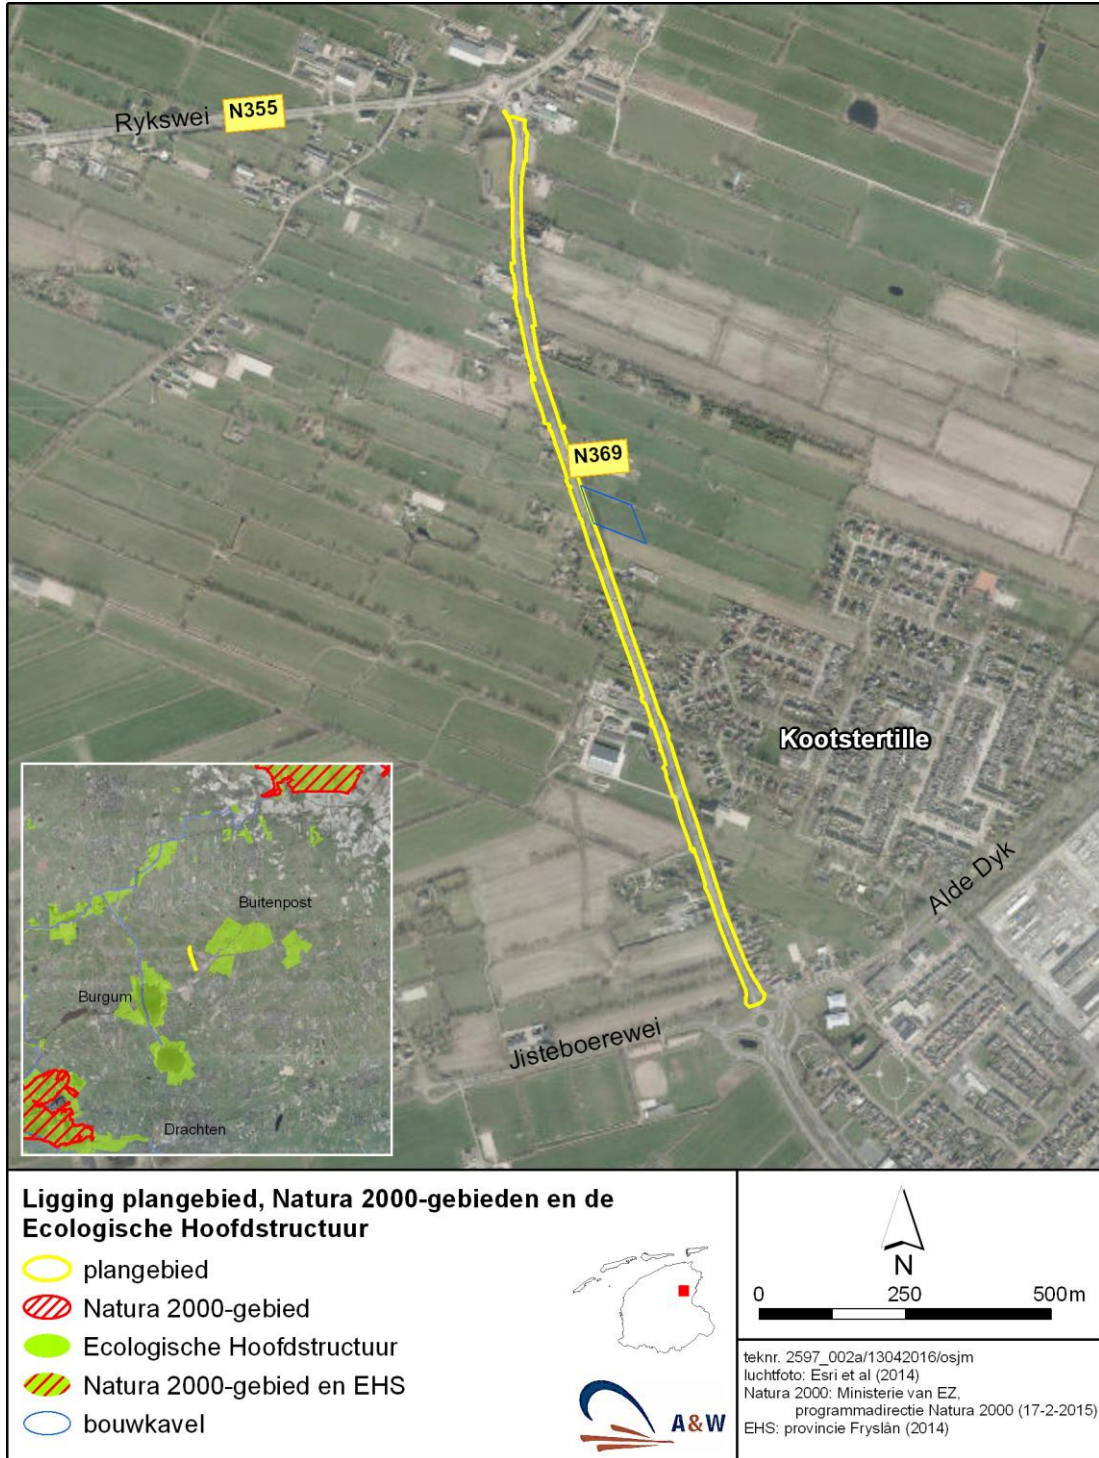 Rykswei
N355
N369
Kootstertille
Alde Dyk
Jisteboerewei
Buitenpost
Burgum
Drachten
Ligging plangebied, Natura 2000-gebieden en de
Ecologische Hoofdstructuur
plangebied
Natura 2000-gebied
Ecologische Hoofdstructuur
Natura 2000-gebied en EHS
bouwkavel
A&W
N
0 250 500m
teknr. 2597_002a/13042016/osjm
luchtfoto: Esri et al (2014)
Natura 2000: Ministerie van EZ,
programmadirectie Natura 2000 (17-2-2015)
EHS: provincie Fryslân (2014)